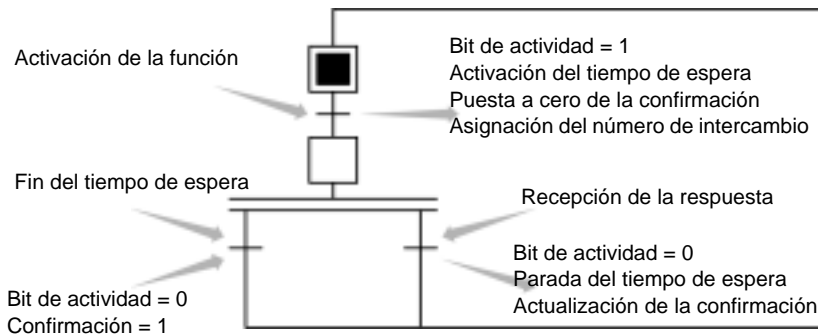 Activación de la función
Bit de actividad = 1
Activación del tiempo de espera
Puesta a cero de la confirmación
Asignación del número de intercambio
Fin del tiempo de espera
Recepción de la respuesta
Bit de actividad = 0
Confirmación = 1
Bit de actividad = 0
Parada del tiempo de espera
Actualización de la confirmación